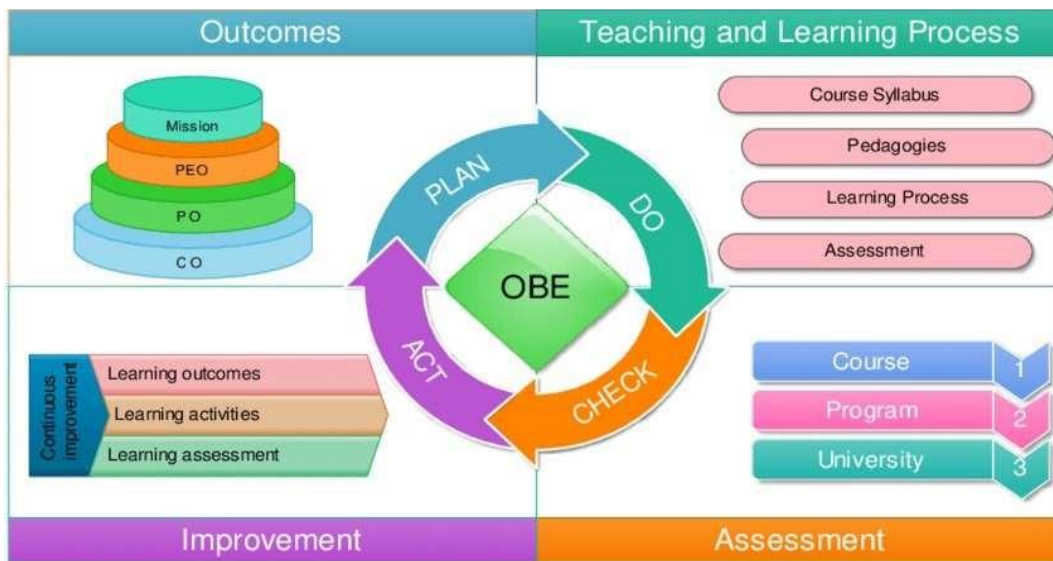 Outcomes
Teaching and Learning Process
Mission
PEO
PO
CO
Course Syllabus
Pedagogies
Learning Process
Assessment
PLAN
DO
CHECK
ACT
OBE
Continuous
improvement
Learning outcomes
Learning activities
Learning assessment
Course 1
Program 2
University 3
Improvement
Assessment